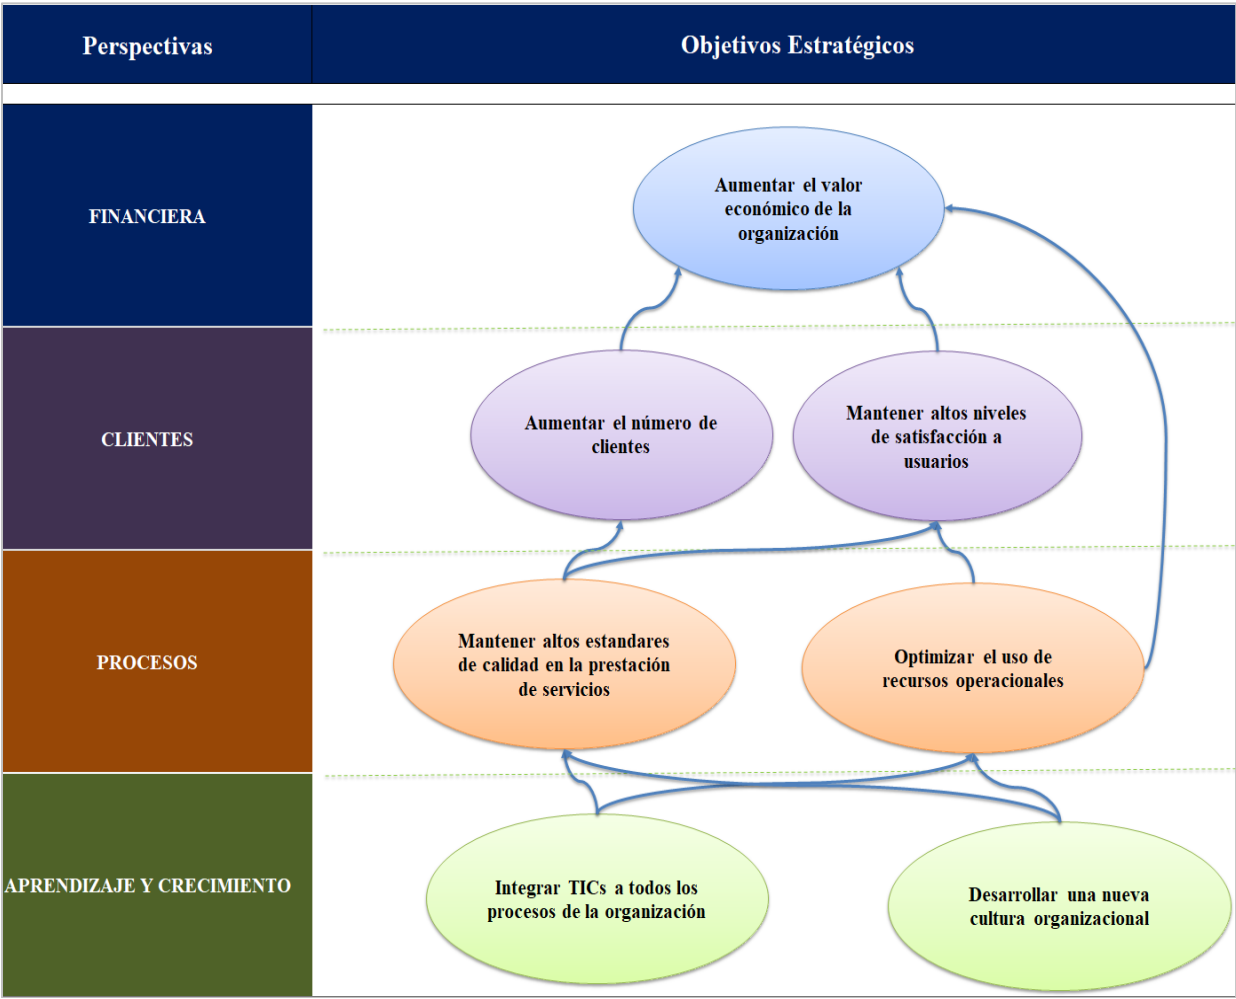 Perspectivas
Objetivos Estratégicos
FINANCIERA
Aumentar el valor
económico de la
organización
CLIENTES
Aumentar el número de
clientes
Mantener altos niveles
de satisfacción a
usuarios
PROCESOS
Mantener altos estandares
de calidad en la prestación
de servicios
Optimizar el uso de
recursos operacionales
APRENDIZAJE Y CRECIMIENTO
Integrar TICs a todos los
procesos de la organización
Desarrollar una nueva
cultura organizacional